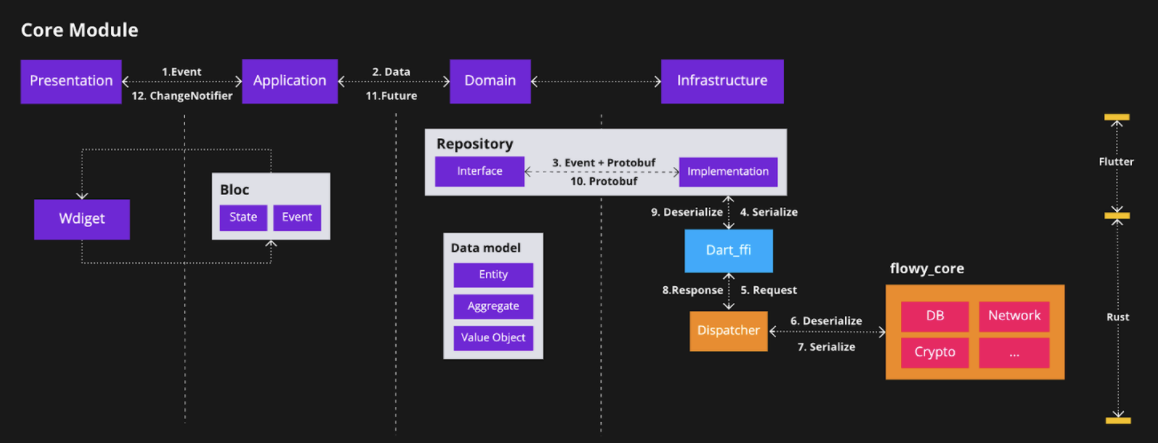 Core Module
Presentation
1.Event
12. ChangeNotifier
Application
2. Data
11.Future
Domain
Infrastructure
Repository
Interface
3. Event + Protobuf
10. Protobuf
Implementation
Flutter
Bloc
State
Event
Wdiget
9. Deserialize
4. Serialize
Data model
Entity
Aggregate
Value Object
Dart_ffi
8.Response
5. Request
Dispatcher
6. Deserialize
7. Serialize
flowy_core
DB
Network
Crypto
...
Rust